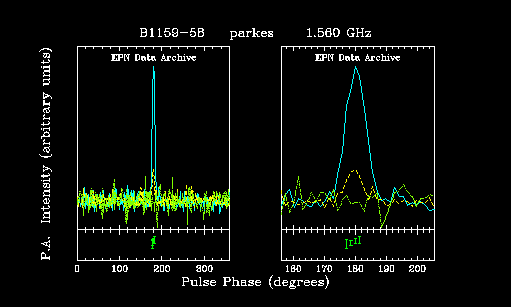 B1159-58 parkes 1.560 GHz
EPN Data Archive EPN Data Archive
P.A. Intensity (arbitrary units)
0 100 200 300 160 170 180 190 200
Pulse Phase (degrees)